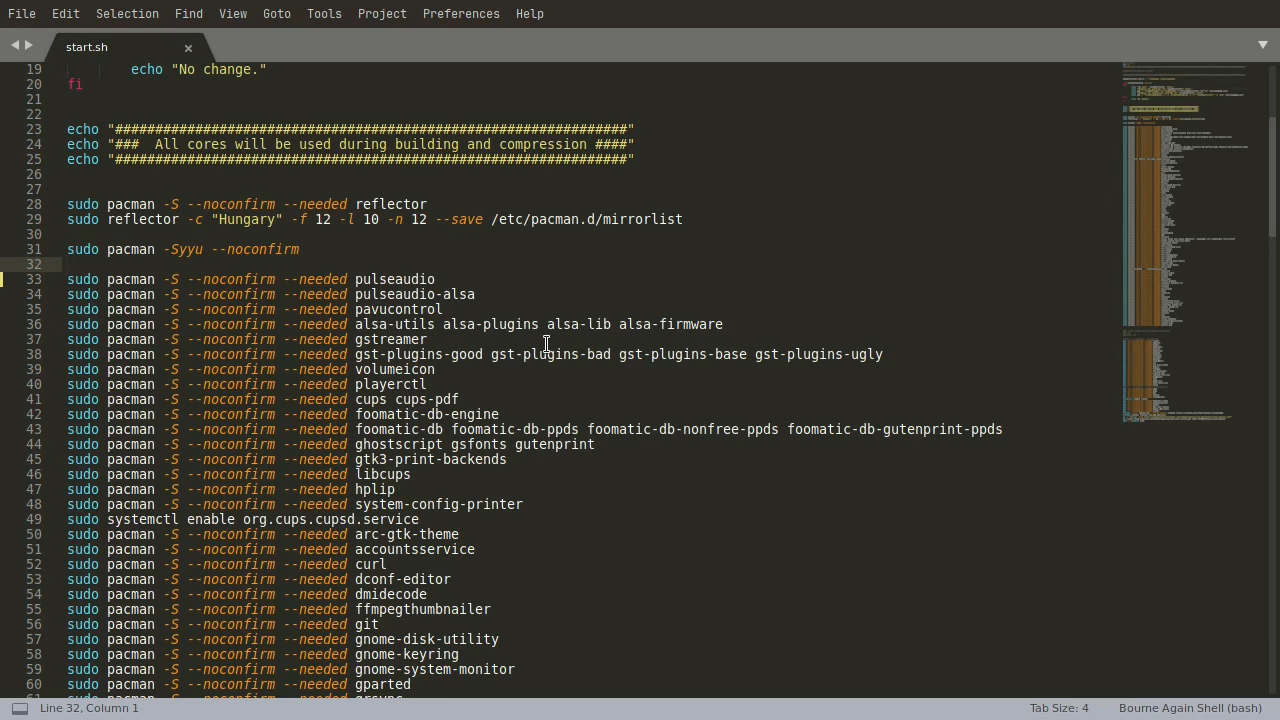 File Edit Selection Find View Goto Tools Project Preferences Help
start.sh
19 echo "No change."
20 fi
21
22
23 echo "################################################################"
24 echo "###  All cores will be used during building and compression ####"
25 echo "################################################################"
26
27
28 sudo pacman -S --noconfirm --needed reflector
29 sudo reflector -c "Hungary" -f 12 -l 10 -n 12 --save /etc/pacman.d/mirrorlist
30
31 sudo pacman -Syyu --noconfirm
32
33 sudo pacman -S --noconfirm --needed pulseaudio
34 sudo pacman -S --noconfirm --needed pulseaudio-alsa
35 sudo pacman -S --noconfirm --needed pavucontrol
36 sudo pacman -S --noconfirm --needed alsa-utils alsa-plugins alsa-lib alsa-firmware
37 sudo pacman -S --noconfirm --needed gstreamer
38 sudo pacman -S --noconfirm --needed gst-plugins-good gst-plugins-bad gst-plugins-base gst-plugins-ugly
39 sudo pacman -S --noconfirm --needed volumeicon
40 sudo pacman -S --noconfirm --needed playerctl
41 sudo pacman -S --noconfirm --needed cups cups-pdf
42 sudo pacman -S --noconfirm --needed foomatic-db-engine
43 sudo pacman -S --noconfirm --needed foomatic-db foomatic-db-ppds foomatic-db-nonfree-ppds foomatic-db-gutenprint-ppds
44 sudo pacman -S --noconfirm --needed ghostscript gsfonts gutenprint
45 sudo pacman -S --noconfirm --needed gtk3-print-backends
46 sudo pacman -S --noconfirm --needed libcups
47 sudo pacman -S --noconfirm --needed hplip
48 sudo pacman -S --noconfirm --needed system-config-printer
49 sudo systemctl enable org.cups.cupsd.service
50 sudo pacman -S --noconfirm --needed arc-gtk-theme
51 sudo pacman -S --noconfirm --needed accountsservice
52 sudo pacman -S --noconfirm --needed curl
53 sudo pacman -S --noconfirm --needed dconf-editor
54 sudo pacman -S --noconfirm --needed dmidecode
55 sudo pacman -S --noconfirm --needed ffmpegthumbnailer
56 sudo pacman -S --noconfirm --needed git
57 sudo pacman -S --noconfirm --needed gnome-disk-utility
58 sudo pacman -S --noconfirm --needed gnome-keyring
59 sudo pacman -S --noconfirm --needed gnome-system-monitor
60 sudo pacman -S --noconfirm --needed gparted
Line 32, Column 1 Tab Size: 4 Bourne Again Shell (bash)